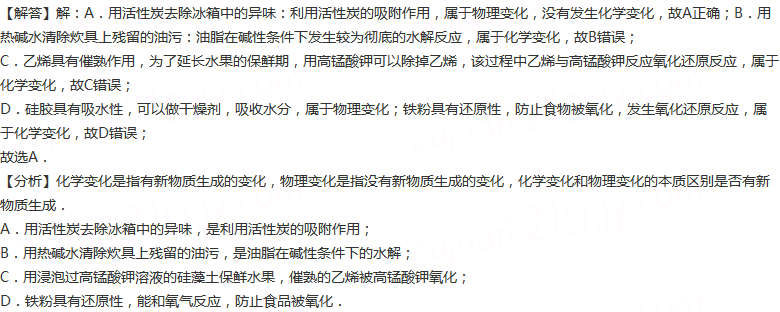 【解答】解：A．用活性炭去除冰箱中的异味：利用活性炭的吸附作用，属于物理变化，没有发生化学变化，故A正确；B．用
热碱水清除炊具上残留的油污：油脂在碱性条件下发生较为彻底的水解反应，属于化学变化，故B错误；
C．乙烯具有催熟作用，为了延长水果的保鲜期，用高锰酸钾可以除掉乙烯，该过程中乙烯与高锰酸钾反应氧化还原反应，属于
化学变化，故C错误；
D．硅胶具有吸水性，可以做干燥剂，吸收水分，属于物理变化；铁粉具有还原性，防止食物被氧化，发生氧化还原反应，属
于化学变化，故D错误；
故选A．
【分析】化学变化是指有新物质生成的变化，物理变化是指没有新物质生成的变化，化学变化和物理变化的本质区别是否有新
物质生成．
A．用活性炭去除冰箱中的异味，是利用活性炭的吸附作用；
B．用热碱水清除炊具上残留的油污，是油脂在碱性条件下的水解；
C．用浸泡过高锰酸钾溶液的硅藻土保鲜水果，催熟的乙烯被高锰酸钾氧化；
D．铁粉具有还原性，能和氧气反应，防止食品被氧化．